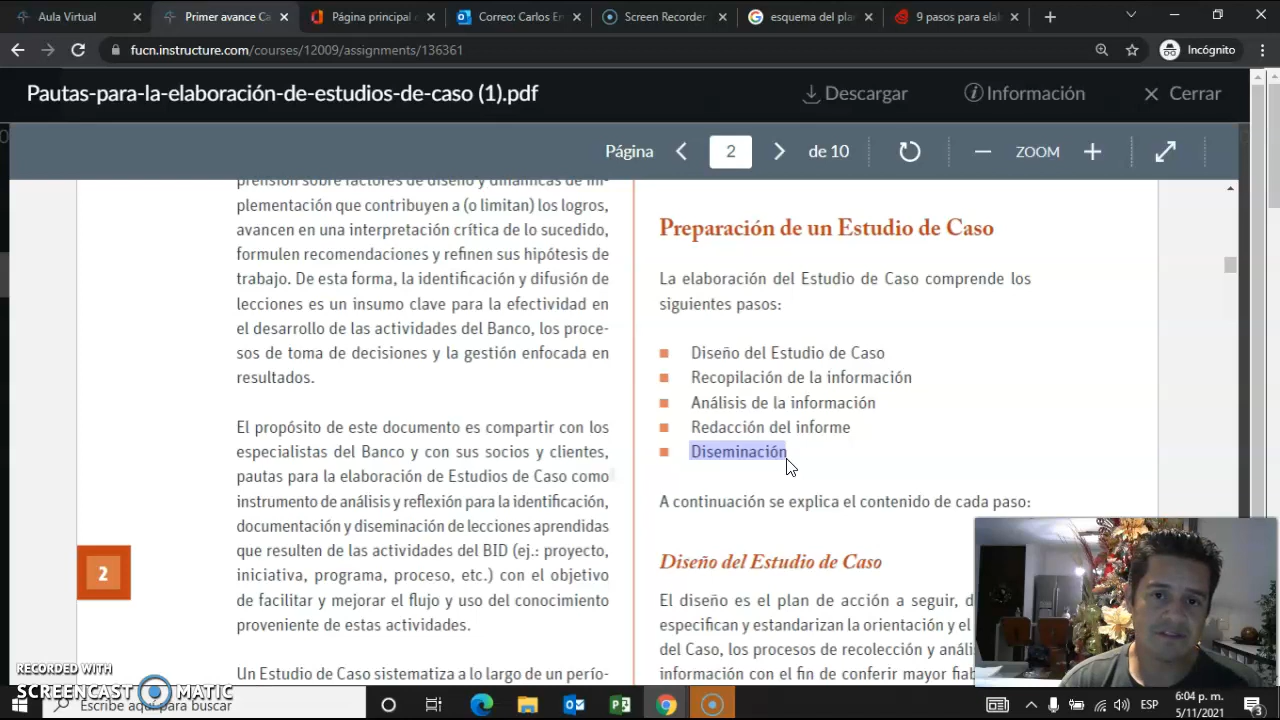 Aula Virtual
Primer avance Ca
Página principal
Correo: Carlos En
Screen Recorder
esquema del pla
9 pasos para elab
fucn.instructure.com/courses/12009/assignments/136361
Incógnito
Pautas-para-la-elaboración-de-estudios-de-caso (1).pdf
Descargar
Información
Cerrar
Página
2
de 10
ZOOM
prensión sobre factores de diseño y dinámicas de im-
plementación que contribuyen a (o limitan) los logros,
avancen en una interpretación crítica de lo sucedido,
formulen recomendaciones y refinen sus hipótesis de
trabajo. De esta forma, la identificación y difusión de
lecciones es un insumo clave para la efectividad en
el desarrollo de las actividades del Banco, los proce-
sos de toma de decisiones y la gestión enfocada en
resultados.
El propósito de este documento es compartir con los
especialistas del Banco y con sus socios y clientes,
pautas para la elaboración de Estudios de Caso como
instrumento de análisis y reflexión para la identificación,
documentación y diseminación de lecciones aprendidas
que resulten de las actividades del BID (ej.: proyecto,
iniciativa, programa, proceso, etc.) con el objetivo
de facilitar y mejorar el flujo y uso del conocimiento
proveniente de estas actividades.
Un Estudio de Caso sistematiza a lo largo de un perío-
2
Preparación de un Estudio de Caso
La elaboración del Estudio de Caso comprende los
siguientes pasos:
Diseño del Estudio de Caso
Recopilación de la información
Análisis de la información
Redacción del informe
Diseminación
A continuación se explica el contenido de cada paso:
Diseño del Estudio de Caso
El diseño es el plan de acción a seguir,
especifican y estandarizan la orientación y el
del Caso, los procesos de recolección y
información con el fin de conferir mayor
RECORDED WITH
SCREENCAST MATIC
Escribe aquí para buscar
ESP
6:04 p. m.
5/11/2021
3